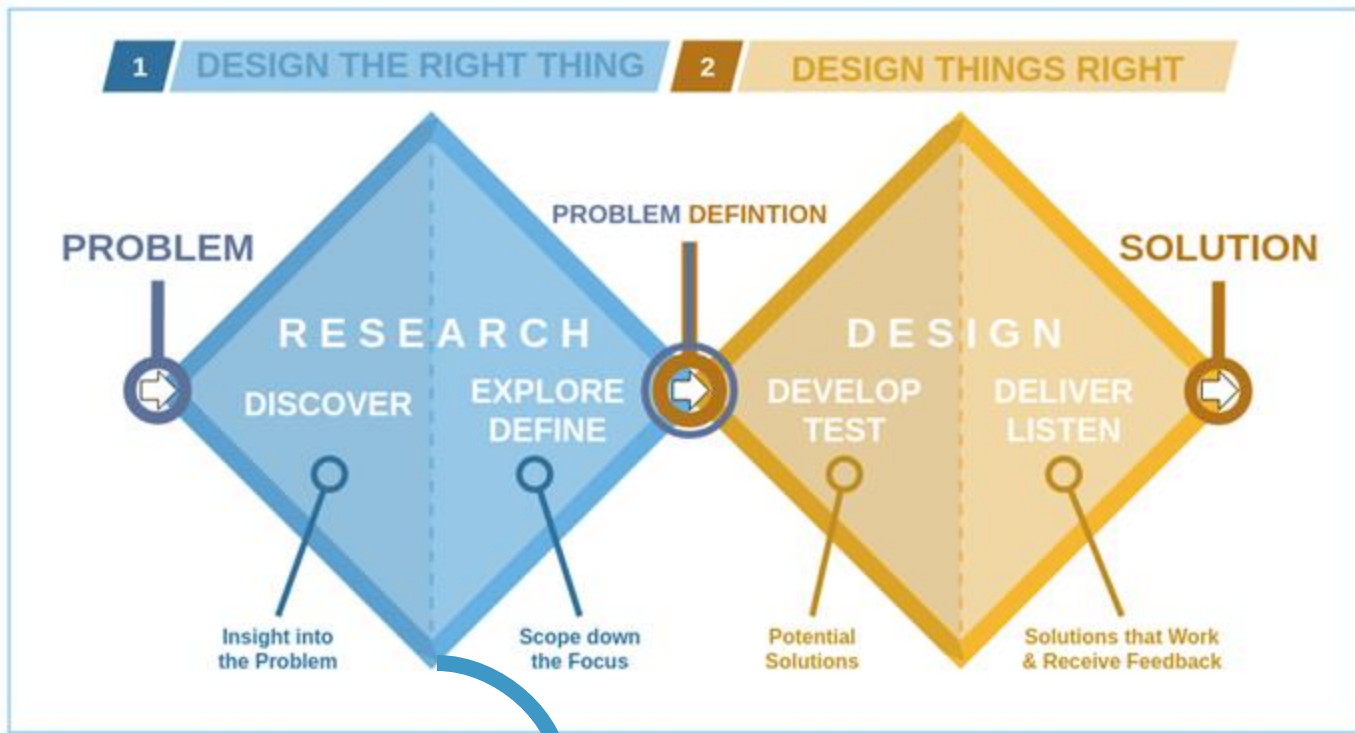 1 DESIGN THE RIGHT THING 2 DESIGN THINGS RIGHT
PROBLEM
PROBLEM DEFINTION
SOLUTION
RESEARCH
DISCOVER
EXPLORE
DEFINE
DESIGN
DEVELOP
TEST
DELIVER
LISTEN
Insight into
the Problem
Scope down
the Focus
Potential
Solutions
Solutions that Work
& Receive Feedback